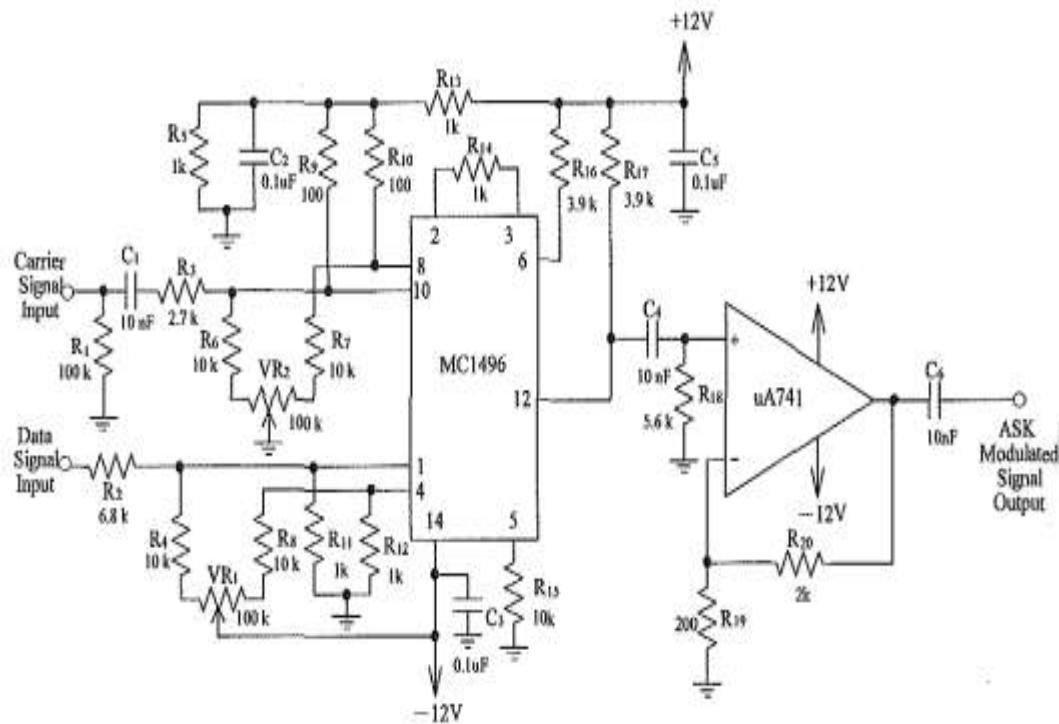 +12V
R13
1k
R5
1k
C2
0.1uF
R9
100
R10
100
R14
1k
R16
3.9 k
R17
3,9 k
C5
0.1uF
2
3
6
8
10
Carrier
Signal
Input
C1
10 nF
R3
2.7 k
R1
100 k
R6
10 k
VR2
100 k
R7
10 k
MC1496
12
C4
10 nF
R18
5.6 k
+12V
+
uA741
-
−12V
C6
10nF
ASK
Modulated
Signal
Output
Data
Signal
Input
R2
6.8 k
1
4
14
5
R4
10 k
VR1
100 k
R8
10 k
R11
1k
R12
1k
C3
0.1uF
R15
10k
R20
2k
200
R19
−12V